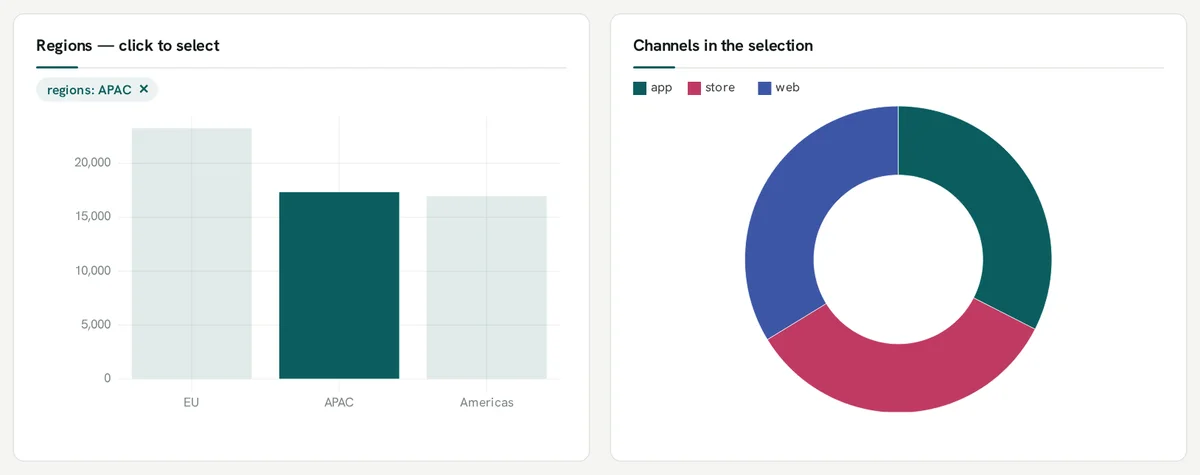 Regions — click to select
regions: APAC ✕
20,000
15,000
10,000
5,000
0
EU APAC Americas
Channels in the selection
app store web